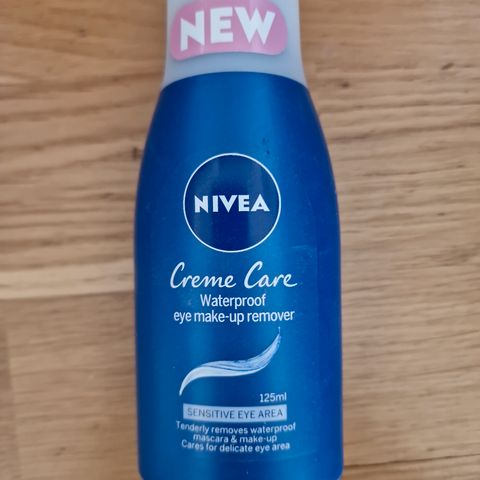 NEW
NIVEA
Creme Care
Waterproof
eye make-up remover
125ml
SENSITIVE EYE AREA
Tenderly removes waterproof
mascara & make-up
Cares for delicate eye area